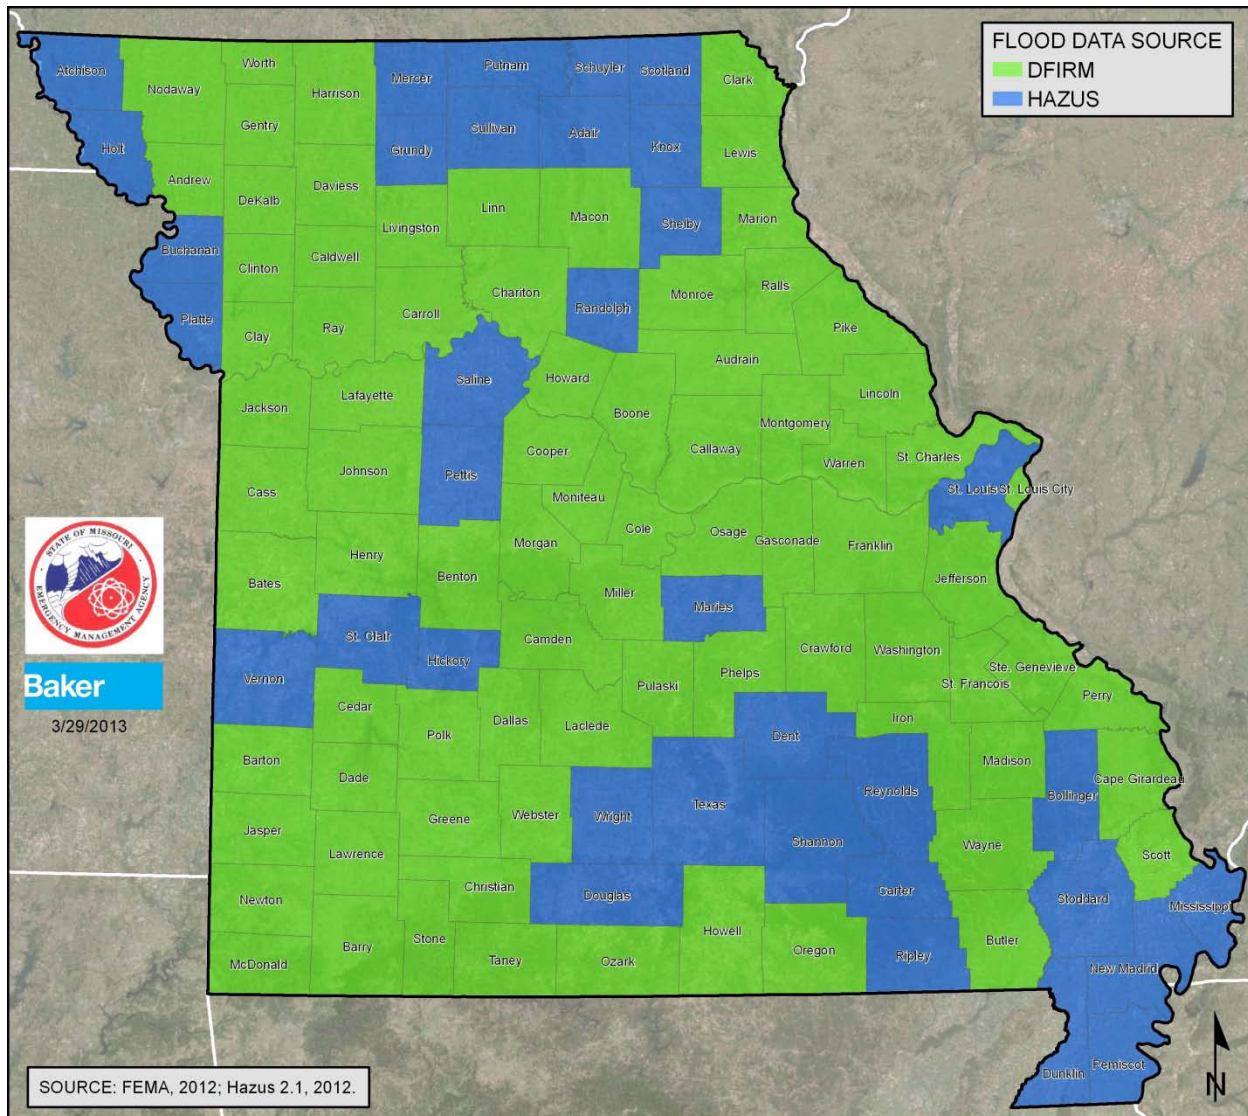 FLOOD DATA SOURCE
DFIRM
HAZUS
Atchison
Nodaway
Worth
Harrison
Mercer
Putnam
Schuyler
Scotland
Clark
Gentry
Holt
Andrew
DeKalb
Daviess
Grundy
Sullivan
Adair
Knox
Lewis
Livingston
Linn
Macon
Shelby
Marion
Buchanan
Clinton
Caldwell
Chariton
Randolph
Monroe
Ralls
Platte
Clay
Ray
Carroll
Pike
Saline
Howard
Audrain
Jackson
Lafayette
Boone
Lincoln
Callaway
Montgomery
Cooper
Warren
St. Charles
Cass
Johnson
Pettis
Moniteau
St. Louis
St. Louis City
Cole
Osage
Gasconade
Franklin
Morgan
Bates
Henry
Benton
Miller
Jefferson
Maries
St. Clair
Hickory
Camden
Crawford
Washington
Vernon
Phelps
Pulaski
Ste. Genevieve
St. Francois
Perry
Cedar
Polk
Dallas
Laclede
Iron
Dent
Barton
Dade
Madison
Cape Girardeau
Bollinger
Reynolds
Texas
Jasper
Greene
Webster
Wright
Shannon
Wayne
Scott
Lawrence
Christian
Newton
Douglas
Carter
Stoddard
Mississippi
McDonald
Barry
Stone
Taney
Ozark
Howell
Oregon
Ripley
Butler
New Madrid
Dunklin
Pemiscot
STATE OF MISSOURI
EMERGENCY MANAGEMENT AGENCY
Baker
3/29/2013
SOURCE: FEMA, 2012; Hazus 2.1, 2012.
N